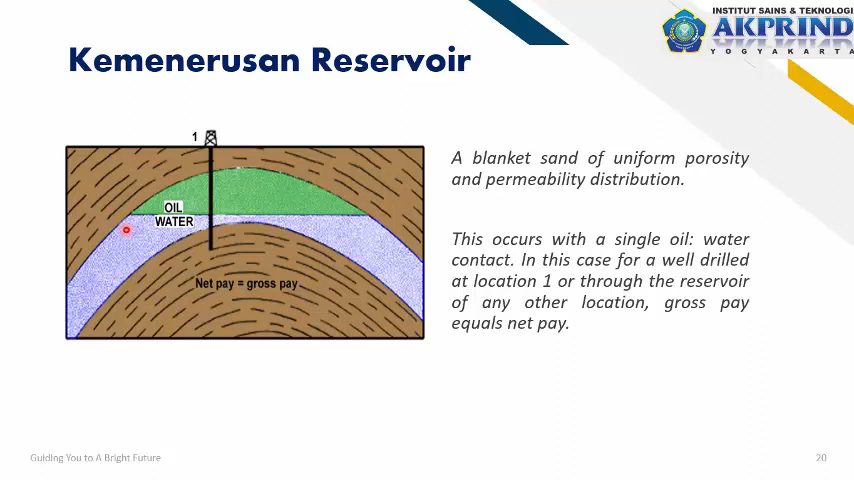 INSTITUT SAINS & TEKNOLOGI
AKPRIND
YOGYAKARTA
Kemenerusan Reservoir
1
OIL
WATER
Net pay = gross pay
A blanket sand of uniform porosity
and permeability distribution.
This occurs with a single oil: water
contact. In this case for a well drilled
at location 1 or through the reservoir
of any other location, gross pay
equals net pay.
Guiding You to A Bright Future
20